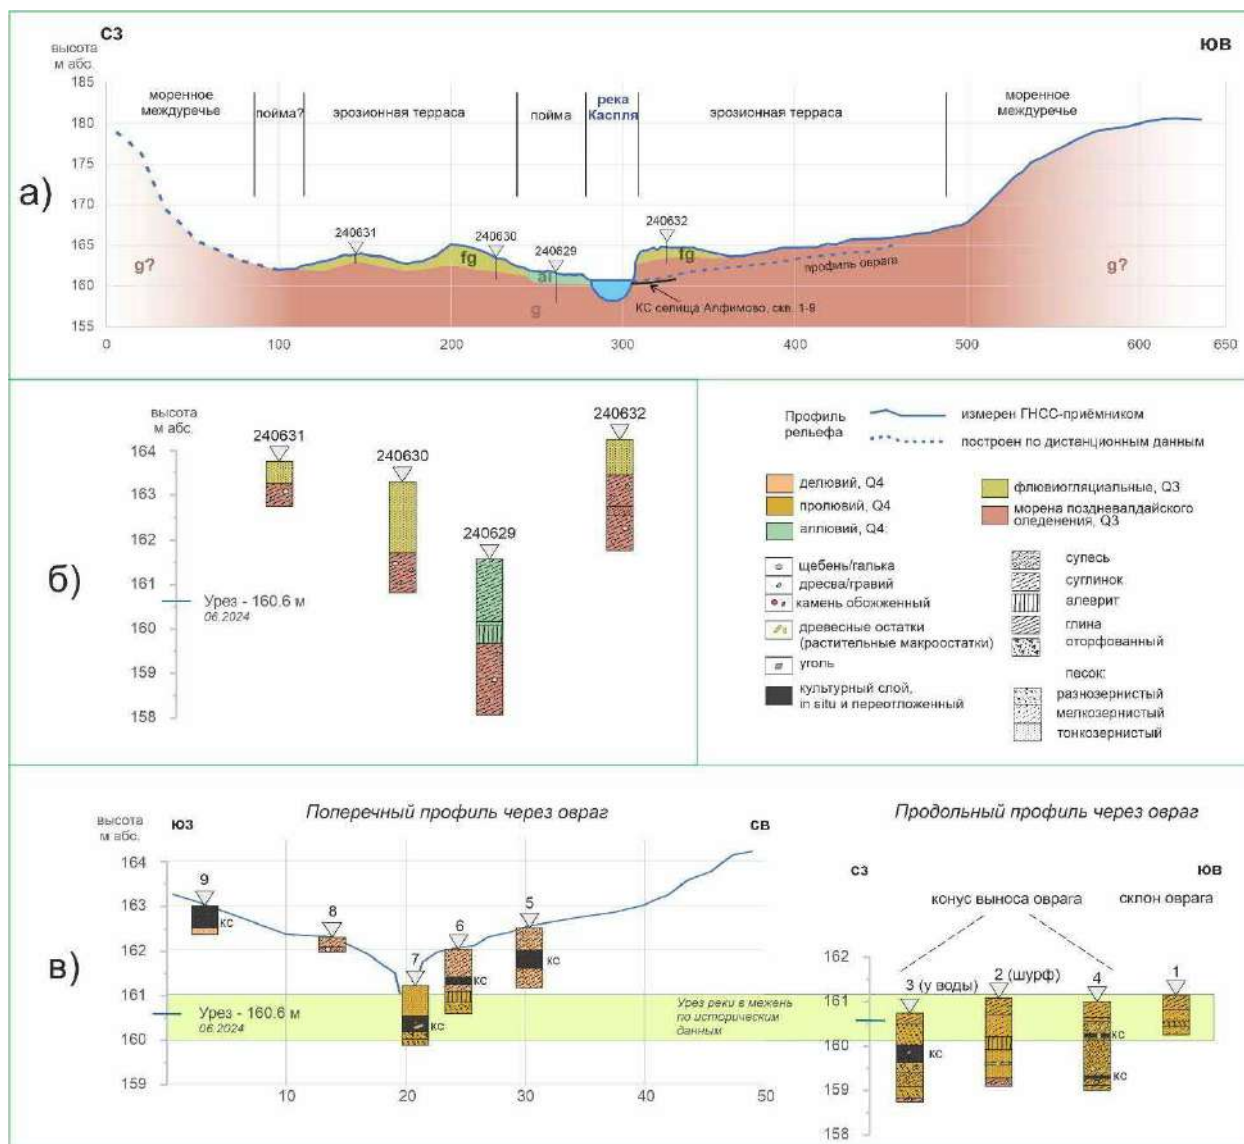 СЗ
ЮВ
высота
м абс.
185
180
175
170
165
160
155
а)
моренное
междуречье
пойма?
эрозионная терраса
пойма
река
Каспля
эрозионная терраса
моренное
междуречье
240631
240630
240629
240632
fg
al
g
g?
fg
g?
профиль оврага
КС селища Алфимово, скв. 1-9
0
100
200
300
400
500
600
650
б)
высота
м абс.
164
163
162
161
160
159
158
240631
240630
240629
240632
Урез - 160.6 м
06.2024
Профиль
рельефа
измерен ГНСС-приёмником
построен по дистанционным данным
делювий, Q4
пролювий, Q4
аллювий, Q4
флювиогляциальные, Q3
морена поздневалдайского
оледенения, Q3
щебень/галька
дресва/гравий
камень обожженный
древесные остатки
(растительные макроостатки)
уголь
культурный слой,
in situ и переотложенный
супесь
суглинок
алеврит
глина
оторфованный
песок:
разнозернистый
мелкозернистый
тонкозернистый
в)
Поперечный профиль через овраг
высота
м абс.
ЮЗ
СВ
164
163
162
161
160
159
9
8
7
6
5
кс
кс
кс
кс
Урез - 160.6 м
06.2024
Урез реки в межень
по историческим
данным
10
20
30
40
50
Продольный профиль через овраг
СЗ
ЮВ
конус выноса оврага
склон оврага
162
161
160
159
158
3 (у воды)
2 (шурф)
4
1
кс
кс
кс